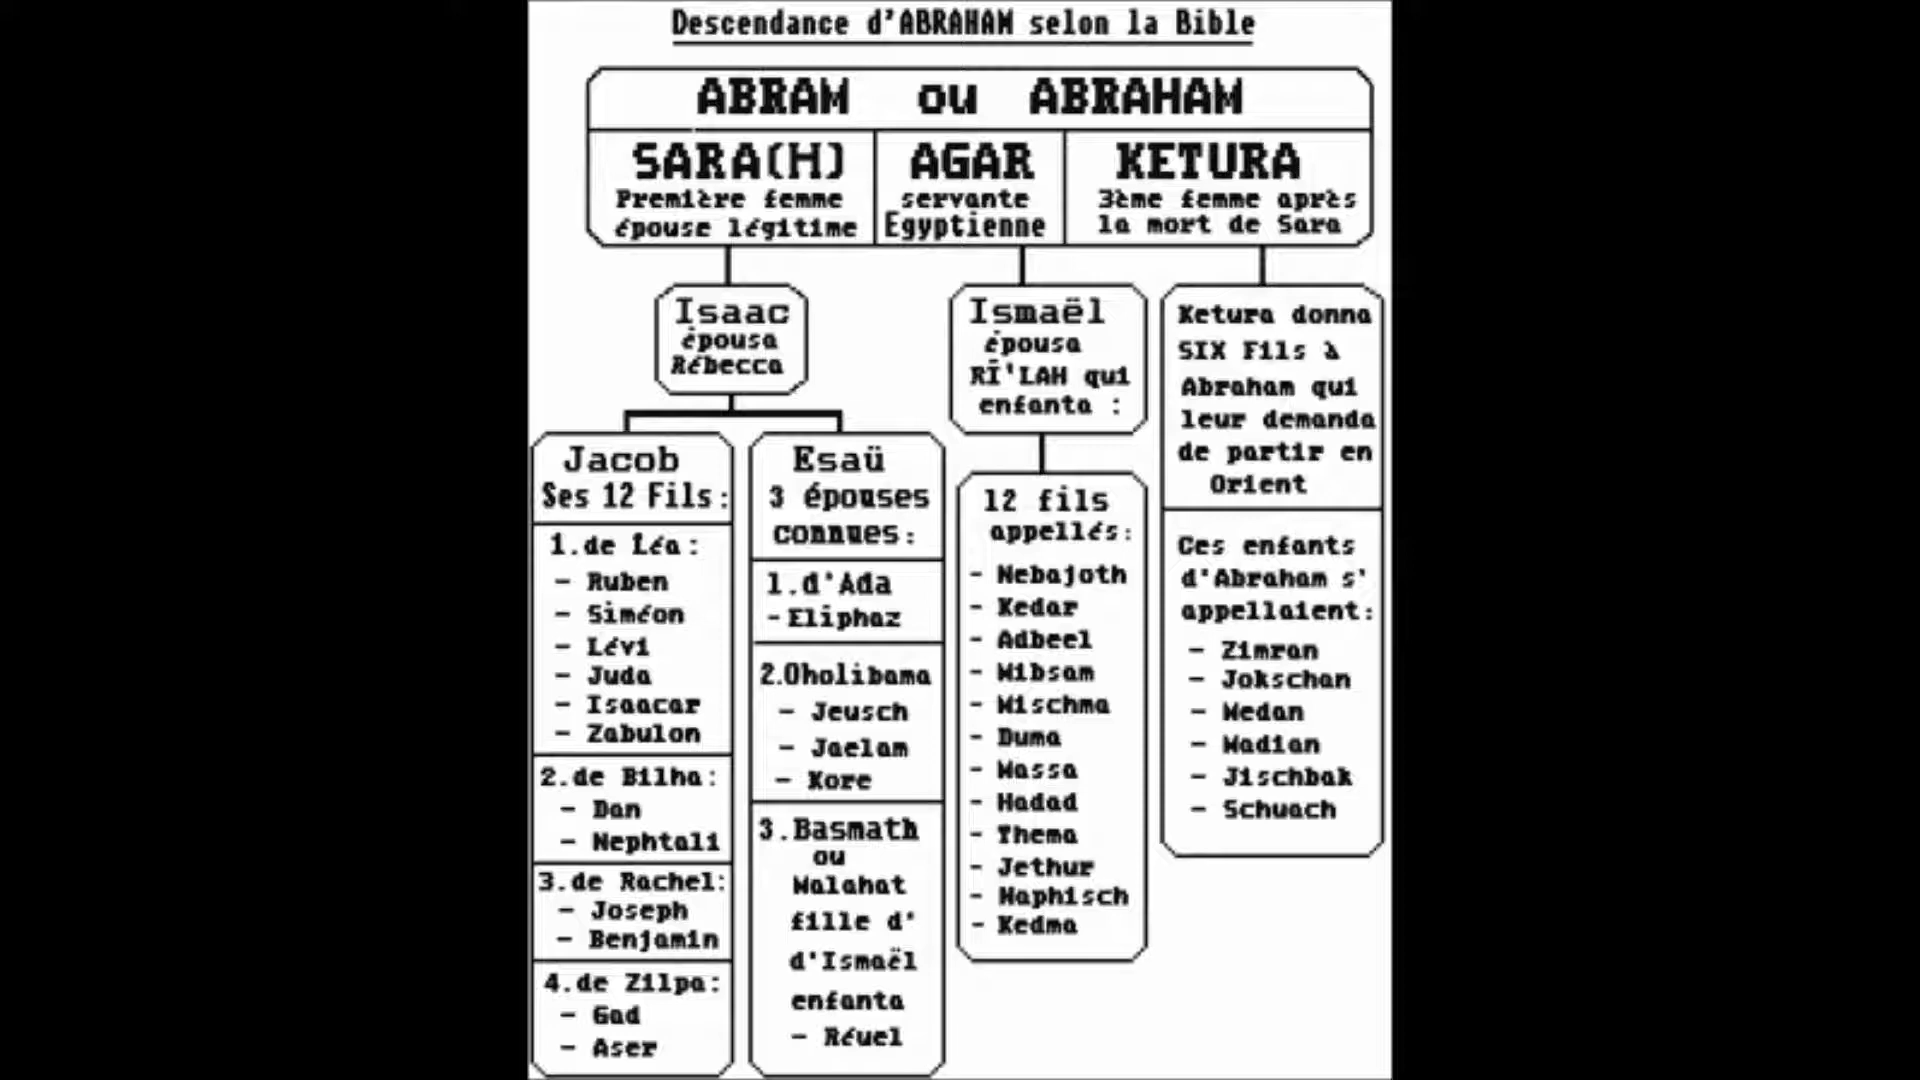 Descendance d'ABRAHAM selon la Bible
ABRAM ou ABRAHAM
SARA(H)
Première femme
épouse légitime
AGAR
servante
Egyptienne
KETURA
3ème femme après
la mort de Sara
Isaac
épousa
Rébecca
Ismaël
épousa
RI'LAH qui
enfanta :
Ketura donna
SIX Fils à
Abraham qui
leur demanda
de partir en
Orient
Jacob
Ses 12 Fils :
1.de Léa :
- Ruben
- Siméon
- Lévi
- Juda
- Isaacar
- Zabulon
2.de Bilha :
- Dan
- Nephtali
3.de Rachel:
- Joseph
- Benjamin
4.de Zilpa:
- Gad
- Aser
Esaü
3 épouses
connues :
1.d'Ada
- Eliphaz
2.Oholibama
- Jeusch
- Jaelam
- Kore
3.Basmath
ou
Malahat
fille d'
d'Ismaël
enfanta
- Réuel
12 fils
appellés:
- Nebajoth
- Kedar
- Adbeel
- Mibsam
- Mischma
- Duma
- Massa
- Hadad
- Thema
- Jethur
- Naphisch
- Kedma
Ces enfants
d'Abraham s'
appellaient:
- Zimran
- Jokschan
- Medan
- Madian
- Jischbak
- Schuach